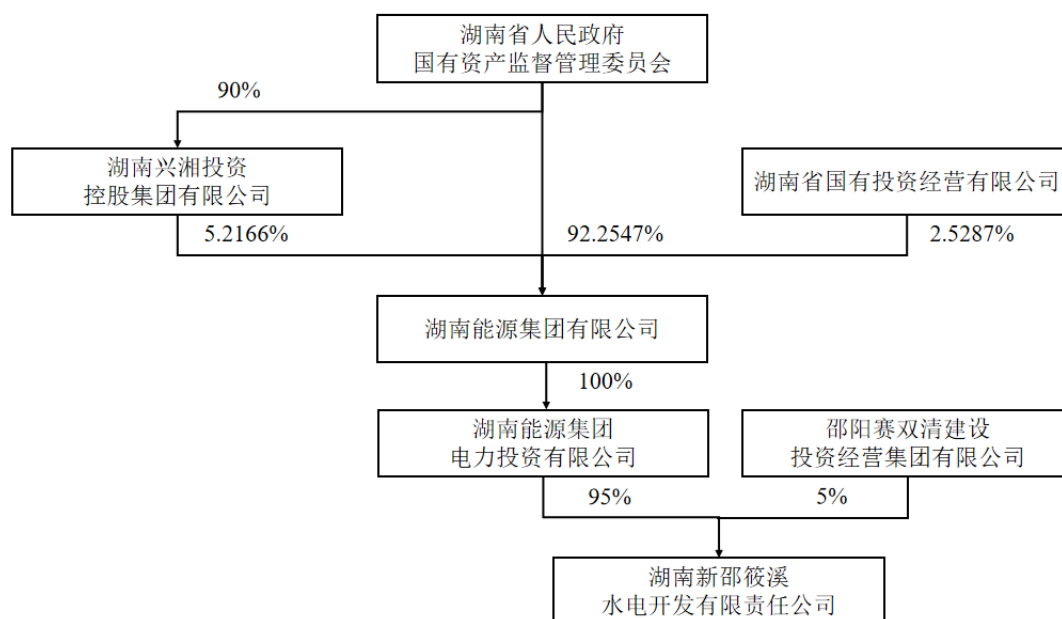 湖南省人民政府
国有资产监督管理委员会
90%
湖南兴湘投资
控股集团有限公司
湖南省国有投资经营有限公司
5.2166%
92.2547%
2.5287%
湖南能源集团有限公司
100%
湖南能源集团
电力投资有限公司
邵阳赛双清建设
投资经营集团有限公司
95%
5%
湖南新邵筱溪
水电开发有限责任公司